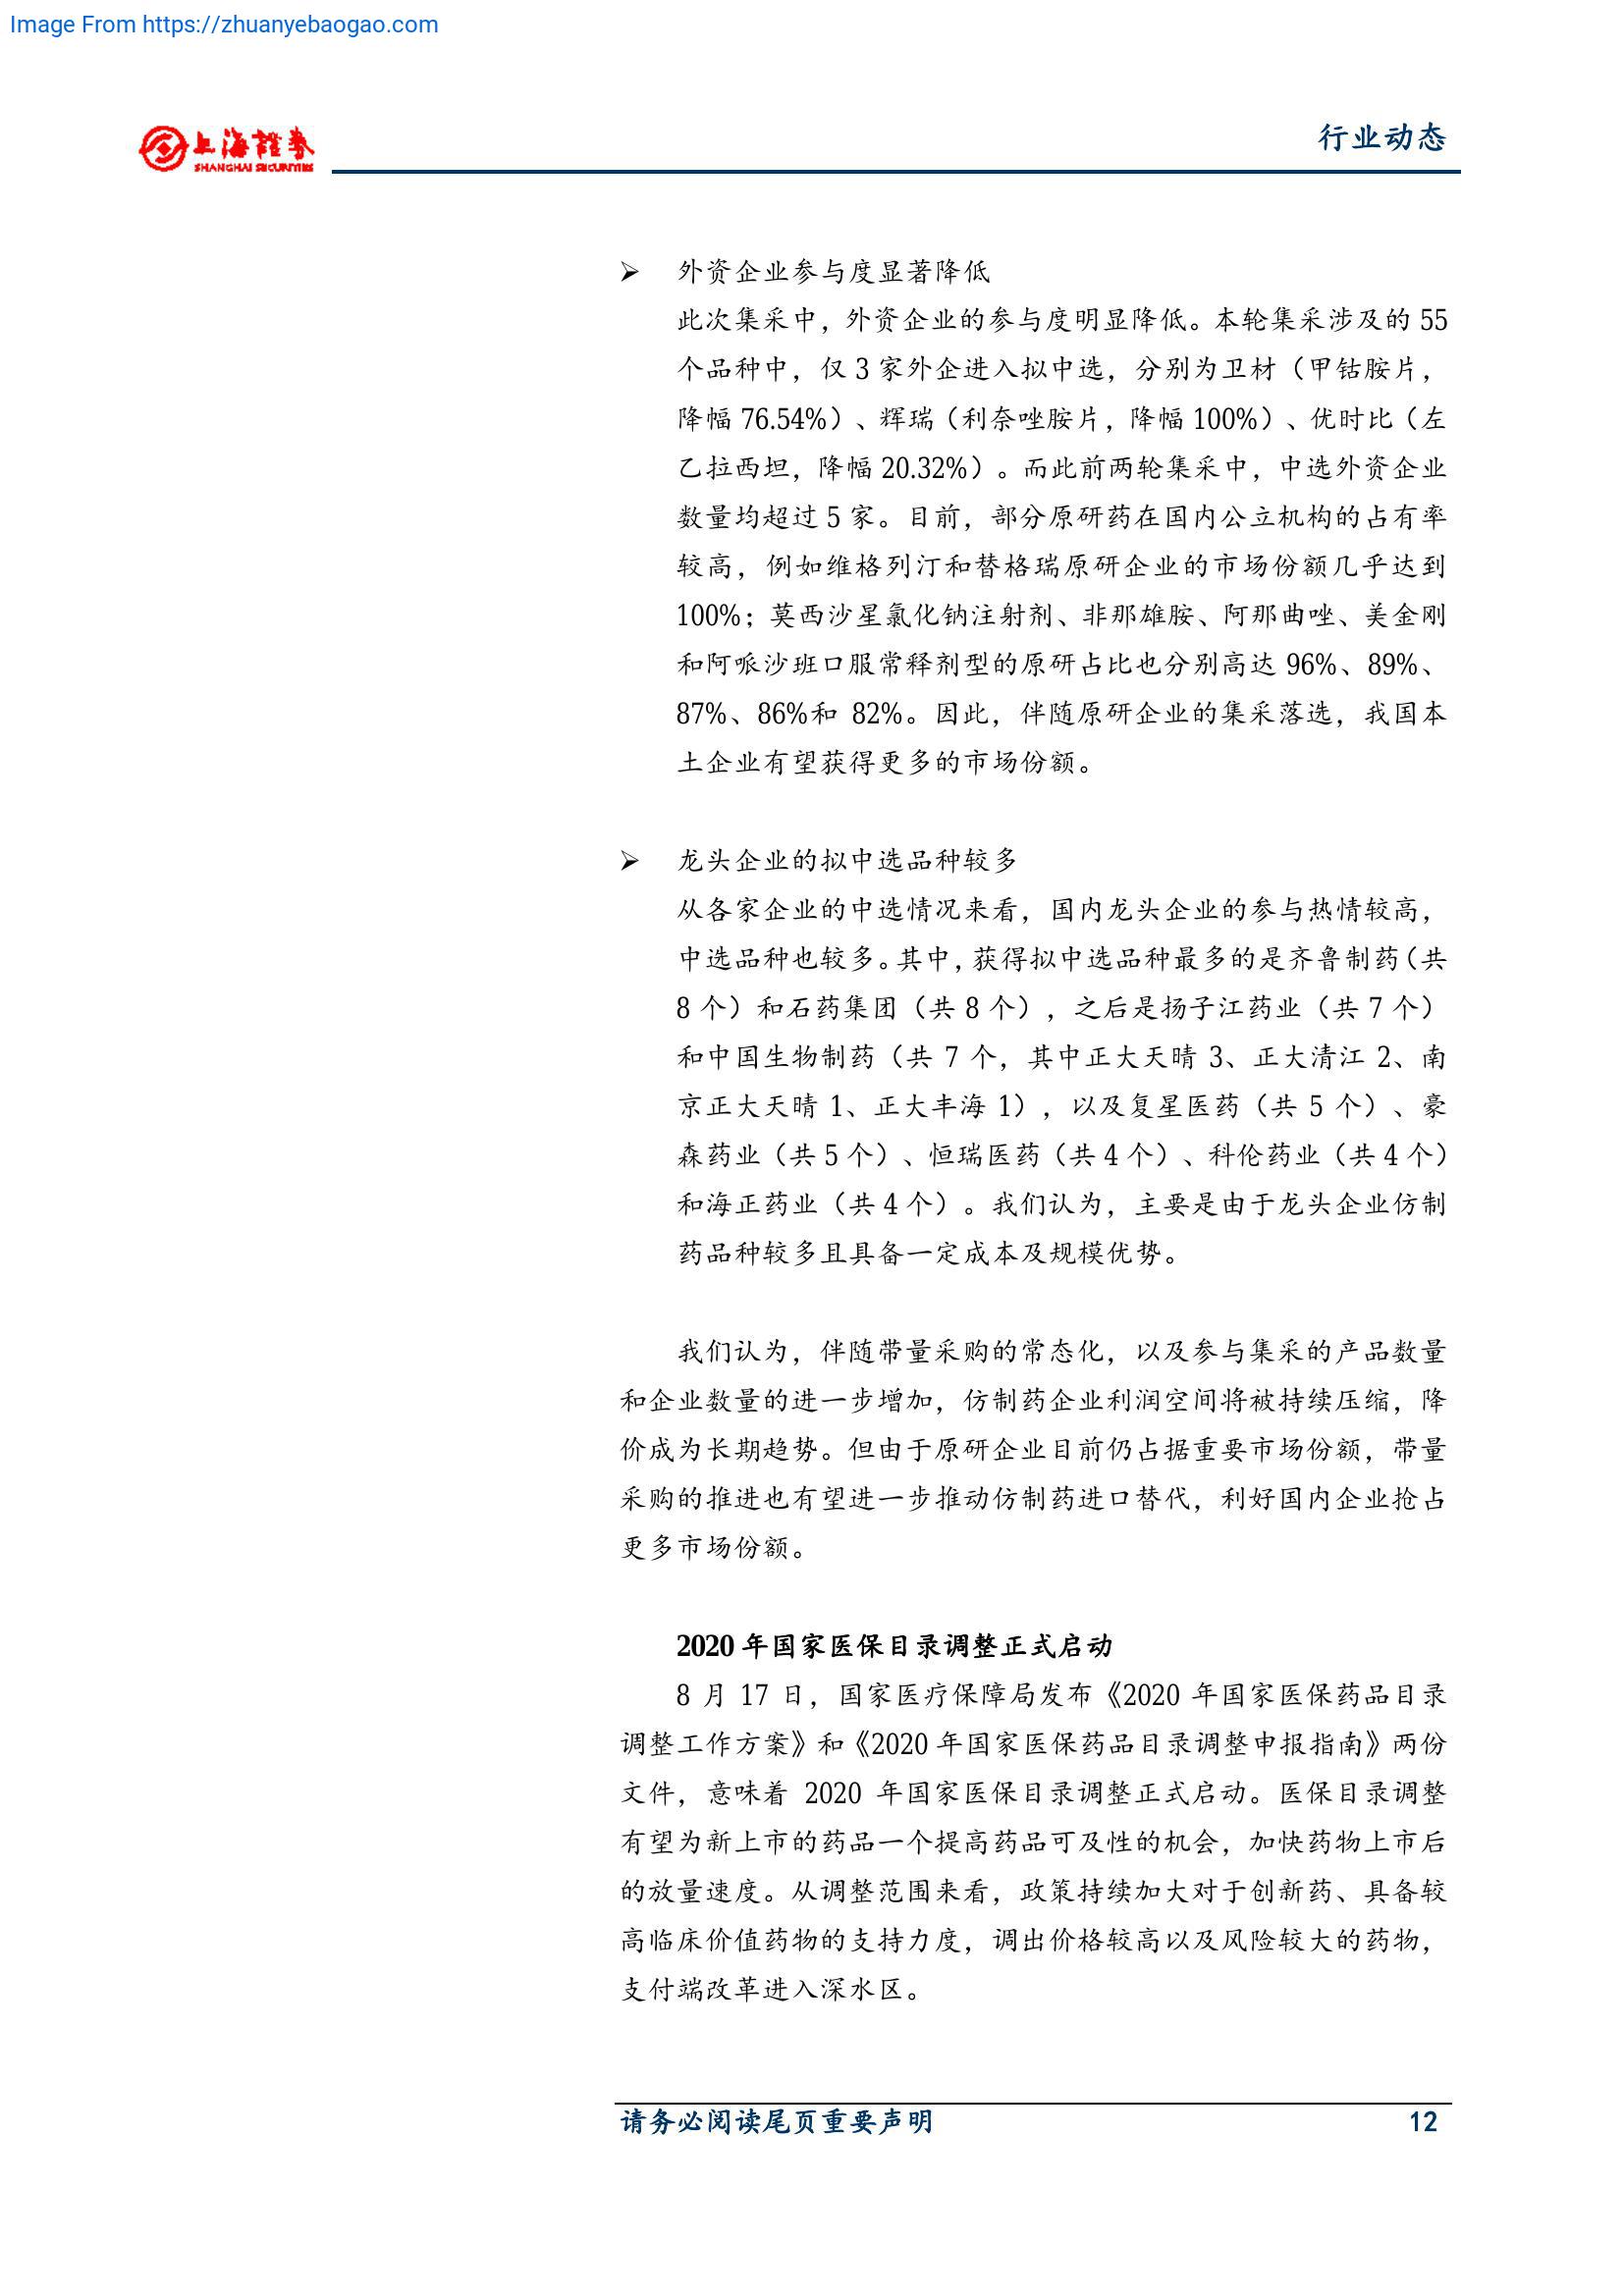 Image From https://zhuanyebaogao.com
上海證券
SHANGHAI SECURITIES
行业动态
➢ 外资企业参与度显著降低
此次集采中，外资企业的参与度明显降低。本轮集采涉及的 55
个品种中，仅 3 家外企进入拟中选，分别为卫材（甲钴胺片，
降幅 76.54%）、辉瑞（利奈唑胺片，降幅 100%）、优时比（左
乙拉西坦，降幅 20.32%）。而此前两轮集采中，中选外资企业
数量均超过 5 家。目前，部分原研药在国内公立机构的占有率
较高，例如维格列汀和替格瑞原研企业的市场份额几乎达到
100%；莫西沙星氯化钠注射剂、非那雄胺、阿那曲唑、美金刚
和阿哌沙班口服常释剂型的原研占比也分别高达 96%、89%、
87%、86%和 82%。因此，伴随原研企业的集采落选，我国本
土企业有望获得更多的市场份额。
➢ 龙头企业的拟中选品种较多
从各家企业的中选情况来看，国内龙头企业的参与热情较高，
中选品种也较多。其中，获得拟中选品种最多的是齐鲁制药（共
8 个）和石药集团（共 8 个），之后是扬子江药业（共 7 个）
和中国生物制药（共 7 个，其中正大天晴 3、正大清江 2、南
京正大天晴 1、正大丰海 1），以及复星医药（共 5 个）、豪
森药业（共 5 个）、恒瑞医药（共 4 个）、科伦药业（共 4 个）
和海正药业（共 4 个）。我们认为，主要是由于龙头企业仿制
药品种较多且具备一定成本及规模优势。
我们认为，伴随带量采购的常态化，以及参与集采的产品数量
和企业数量的进一步增加，仿制药企业利润空间将被持续压缩，降
价成为长期趋势。但由于原研企业目前仍占据重要市场份额，带量
采购的推进也有望进一步推动仿制药进口替代，利好国内企业抢占
更多市场份额。
2020 年国家医保目录调整正式启动
8 月 17 日，国家医疗保障局发布《2020 年国家医保药品目录
调整工作方案》和《2020 年国家医保药品目录调整申报指南》两份
文件，意味着 2020 年国家医保目录调整正式启动。医保目录调整
有望为新上市的药品一个提高药品可及性的机会，加快药物上市后
的放量速度。从调整范围来看，政策持续加大对于创新药、具备较
高临床价值药物的支持力度，调出价格较高以及风险较大的药物，
支付端改革进入深水区。
请务必阅读尾页重要声明
12